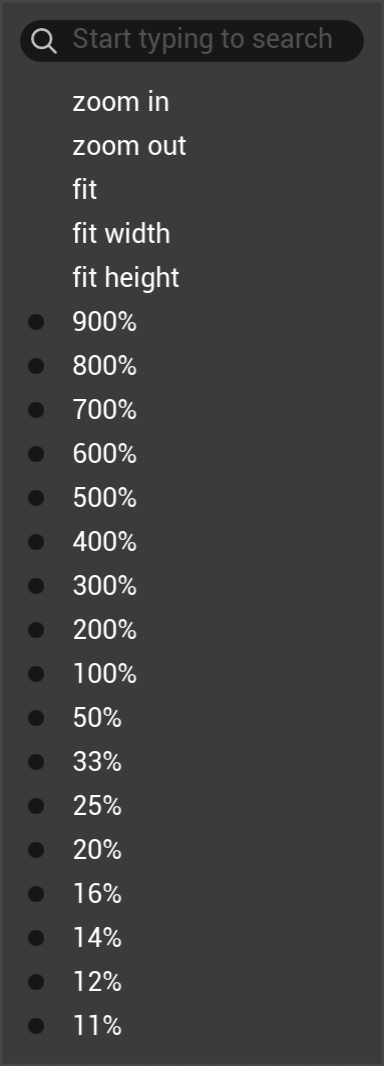 Start typing to search
zoom in
zoom out
fit
fit width
fit height
900%
800%
700%
600%
500%
400%
300%
200%
100%
50%
33%
25%
20%
16%
14%
12%
11%